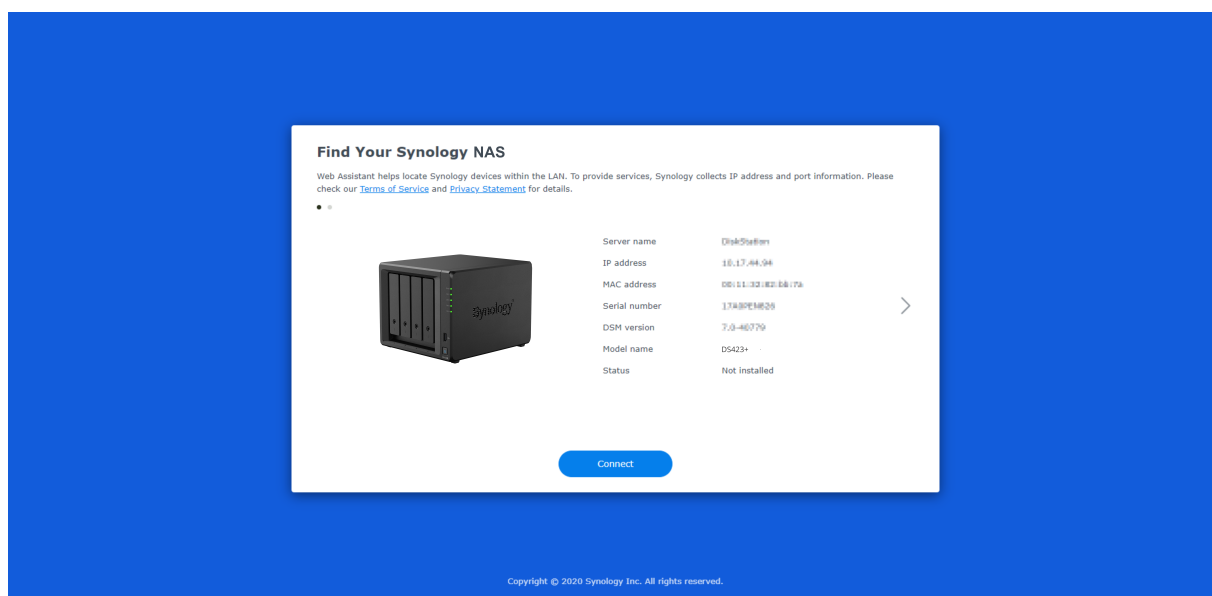 Find Your Synology NAS
Web Assistant helps locate Synology devices within the LAN. To provide services, Synology collects IP address and port information. Please
check our Terms of Service and Privacy Statement for details.
Server name DiskStation
IP address
MAC address
Serial number
DSM version
Model name DS423+
Status Not installed
Synology
Connect
Copyright © 2020 Synology Inc. All rights reserved.